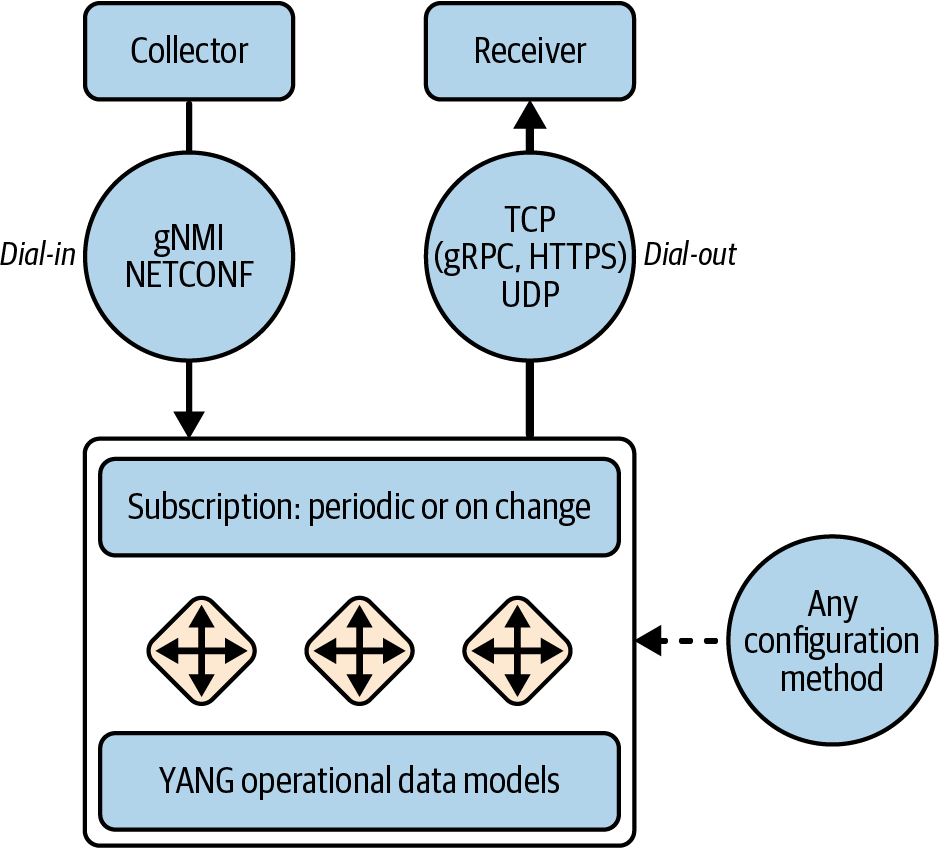 Collector
Receiver
Dial-in
gNMI
NETCONF
TCP
(gRPC, HTTPS)
UDP
Dial-out
Subscription: periodic or on change
Any
configuration
method
YANG operational data models